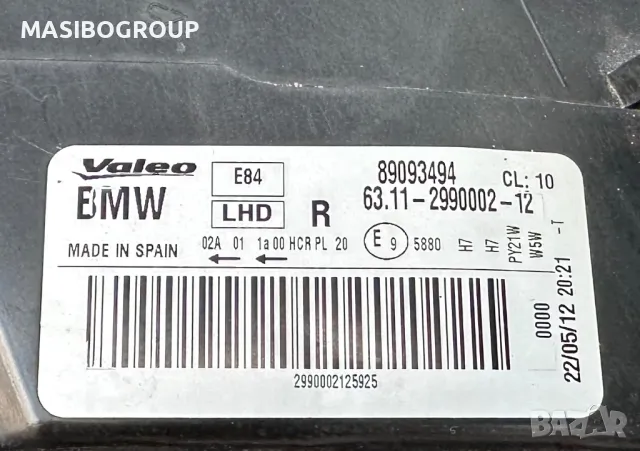 MASIBOGROUP
Valeo
E84
89093494
CL: 10
BMW
LHD
R
63.11-2990002-12
MADE IN SPAIN
02A 01 1a 00 HCR PL 20
E 9 5880
H7
H7
PY21W
W5W
-T
0000
22/05/12 20:21
2990002125925
BAZAR